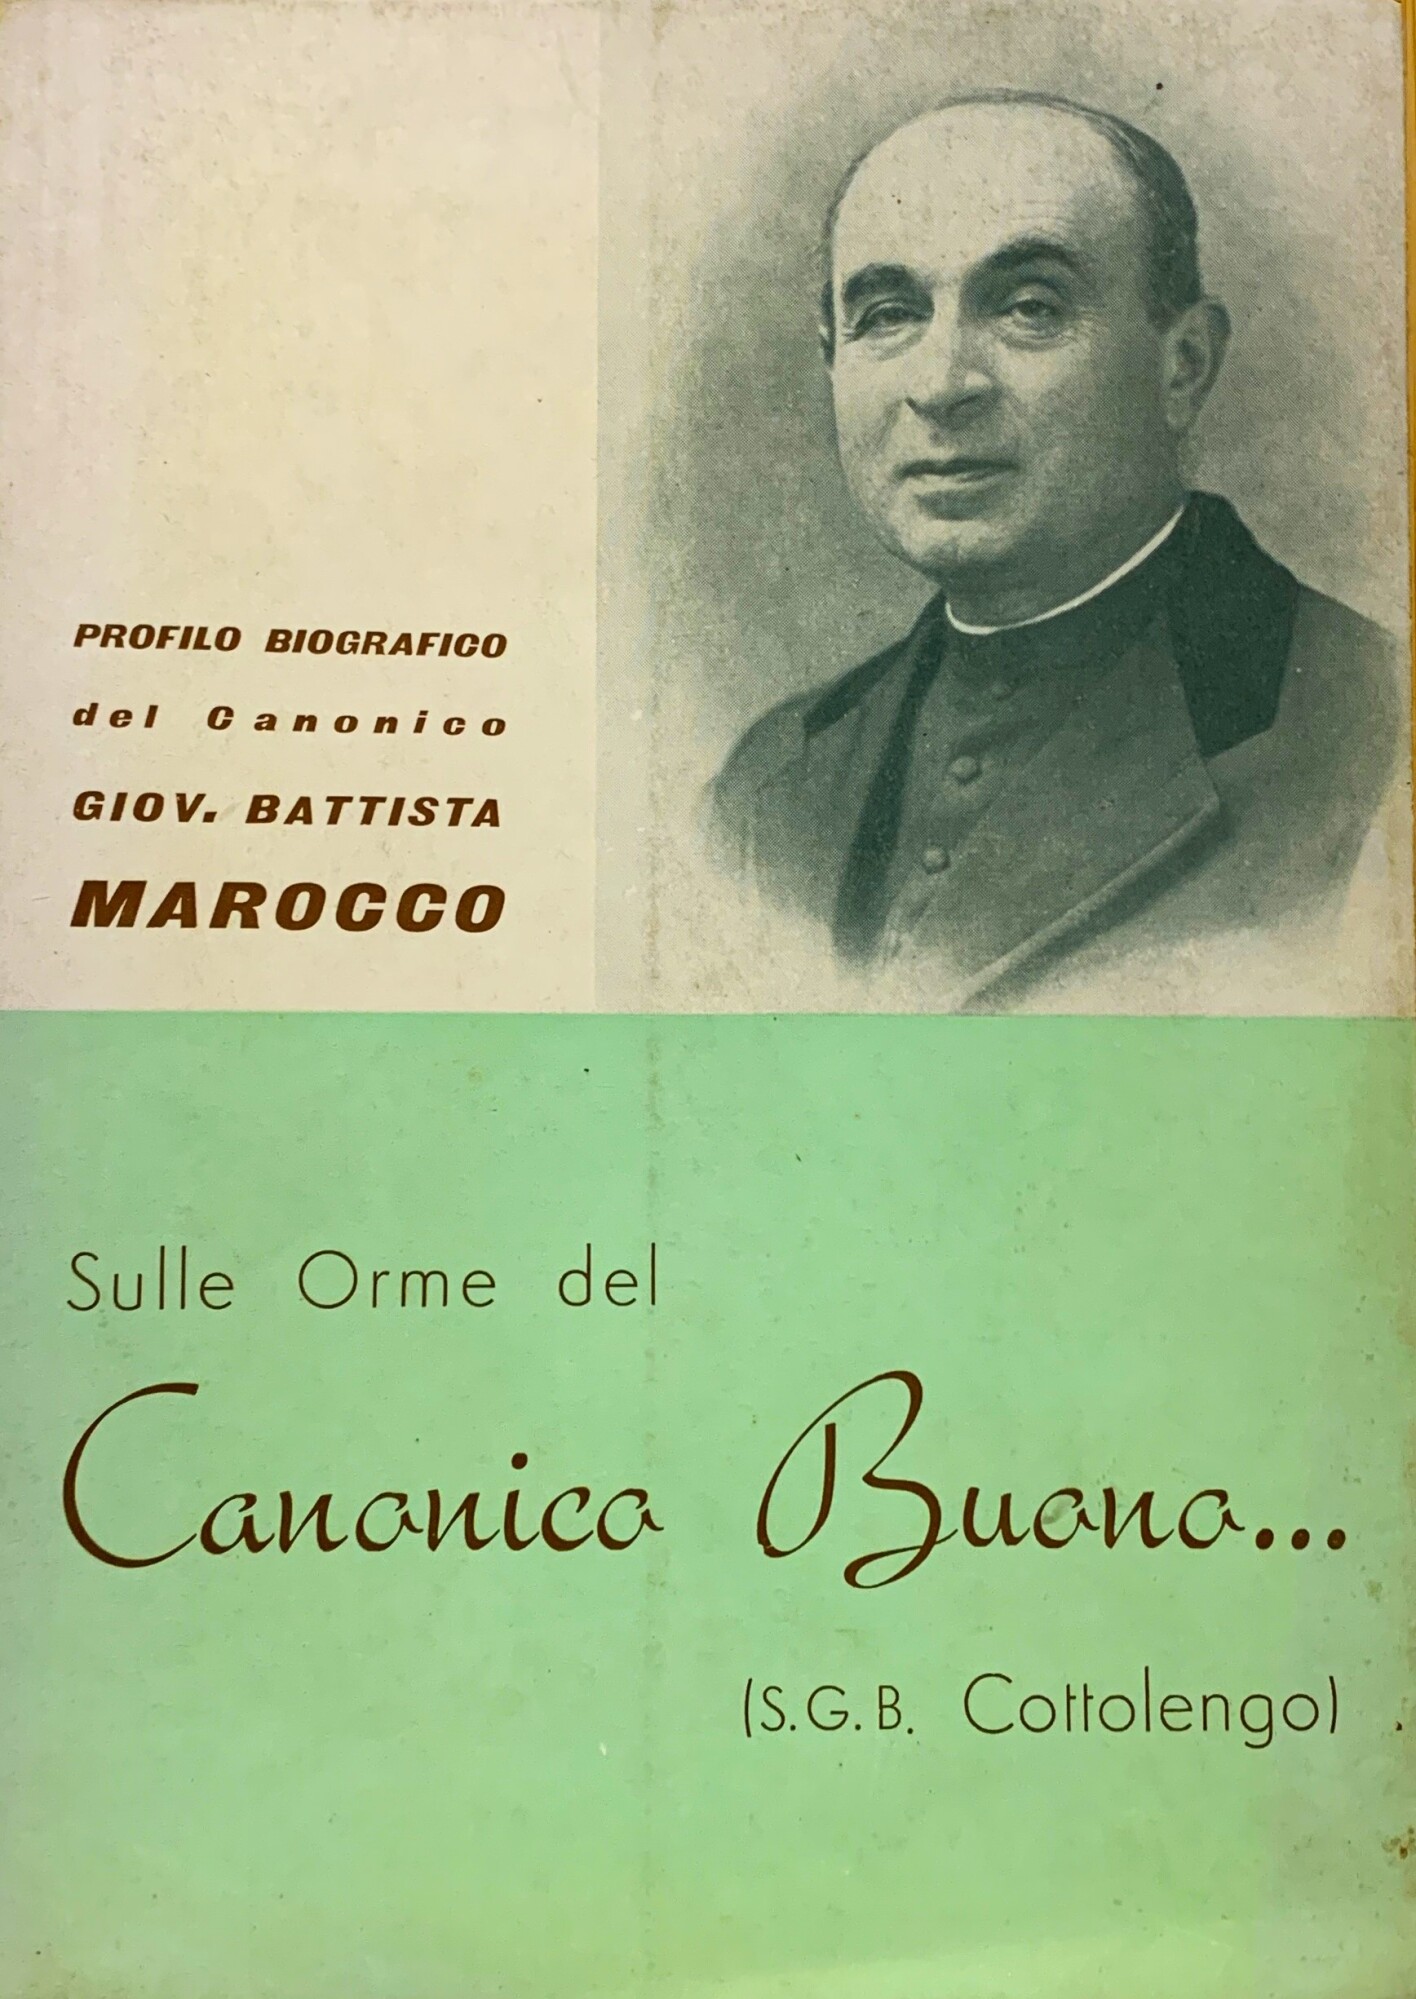 PROFILO BIOGRAFICO
del Canonico
GIOV. BATTISTA
MAROCCO
Sulle Orme del
Canonico Buono...
(S.G.B. Cottolengo)